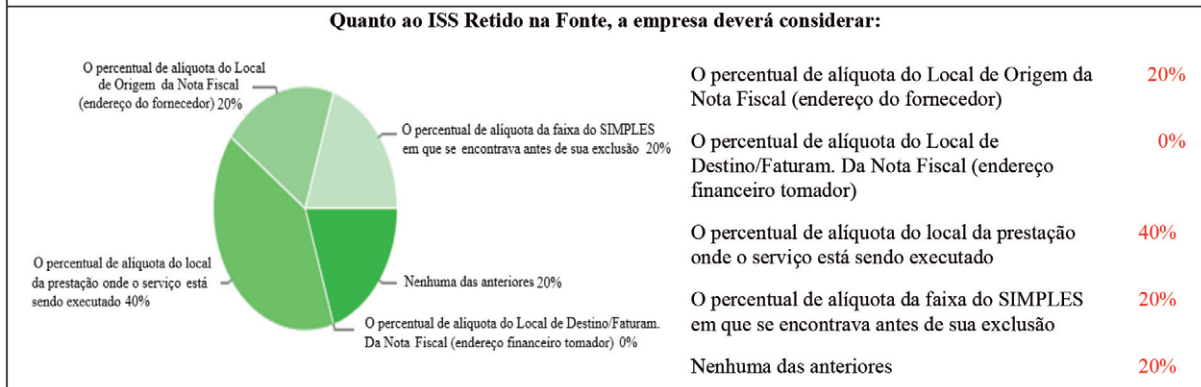 Quanto ao ISS Retido na Fonte, a empresa deverá considerar:
O percentual de alíquota do Local
de Origem da Nota Fiscal
(endereço do fornecedor) 20%
O percentual de alíquota da faixa do SIMPLES
em que se encontrava antes de sua exclusão 20%
O percentual de alíquota do local
da prestação onde o serviço está
sendo executado 40%
Nenhuma das anteriores 20%
O percentual de alíquota do Local de Destino/Faturam.
Da Nota Fiscal (endereço financeiro tomador) 0%
O percentual de alíquota do Local de Origem da 20%
Nota Fiscal (endereço do fornecedor)
O percentual de alíquota do Local de 0%
Destino/Faturam. Da Nota Fiscal (endereço
financeiro tomador)
O percentual de alíquota do local da prestação 40%
onde o serviço está sendo executado
O percentual de alíquota da faixa do SIMPLES 20%
em que se encontrava antes de sua exclusão
Nenhuma das anteriores 20%